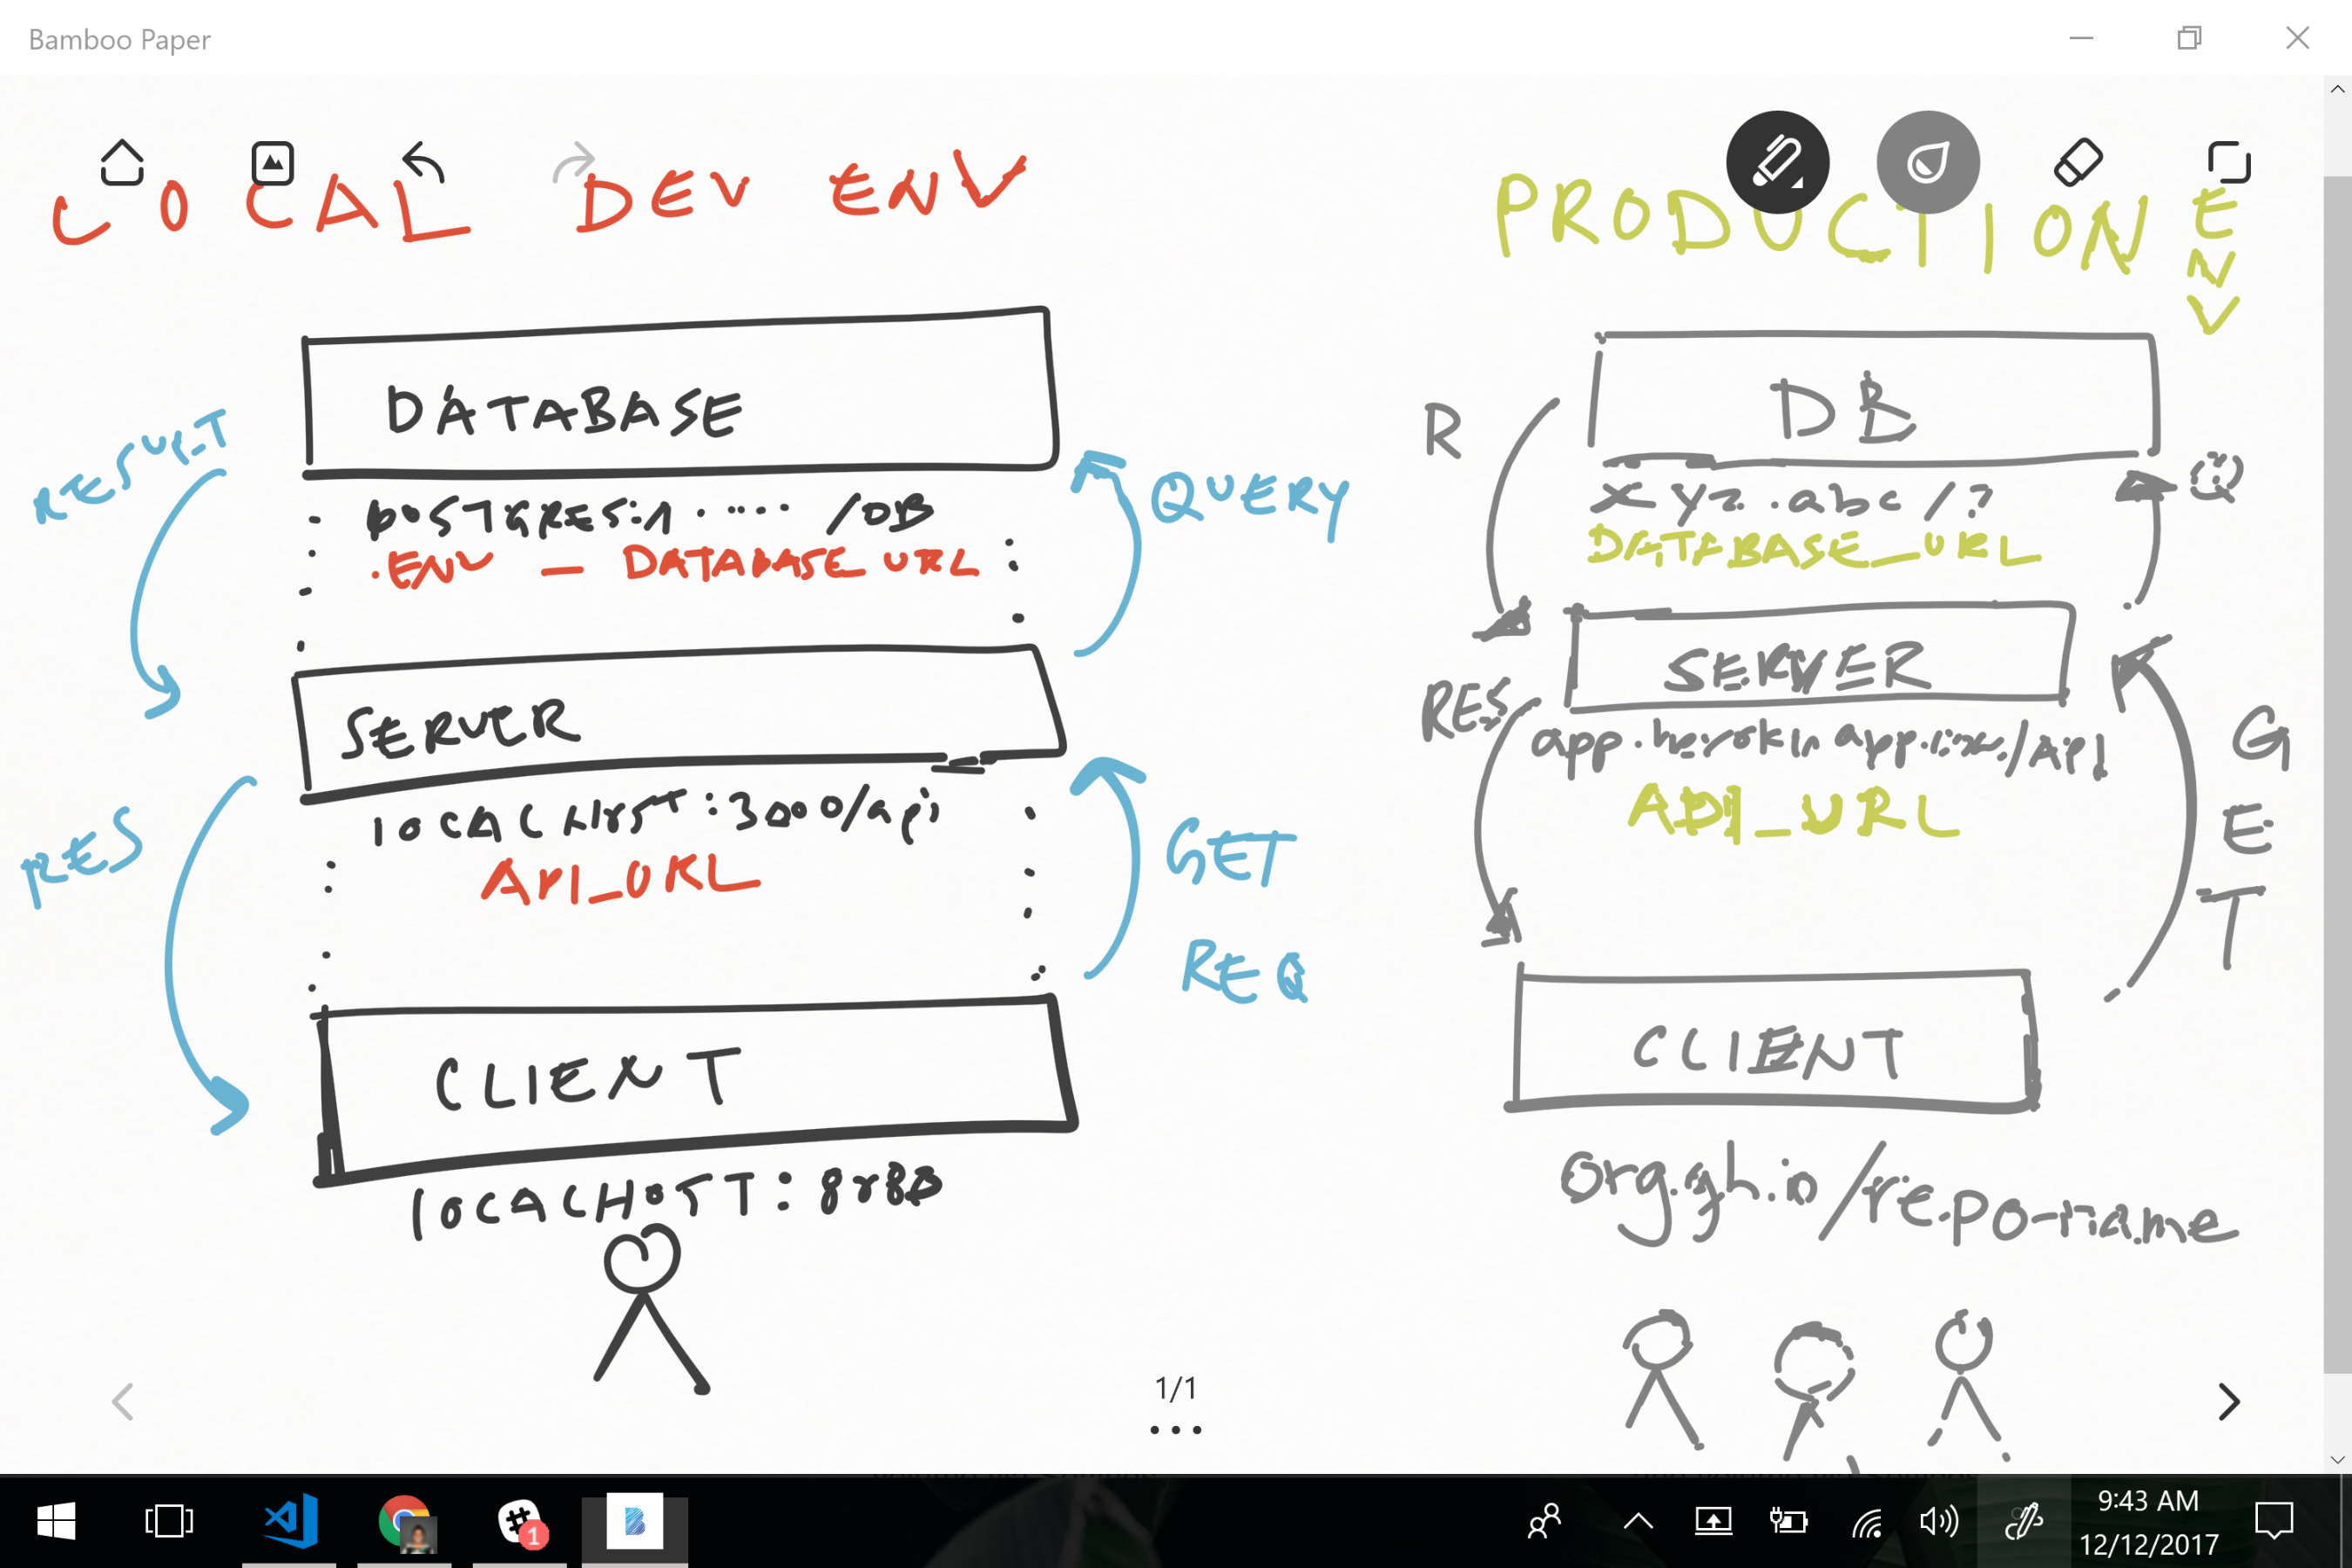 Bamboo Paper
LOCAL DEV ENV
DATABASE
/DB
.ENV — DATABASE_URL
RESULT
QUERY
SERVER
LOCALHOST:3000/api
API_URL
RES
GET
REQ
CLIENT
LOCALHOST: 8080
PRODUCTION ENV
DB
R
Q
xyz.abc/?
DATABASE_URL
SERVER
RES
app.herokuapp.com/API
API_URL
GET
CLIENT
org.gh.io/repo-name
1/1
1
B
9:43 AM
12/12/2017